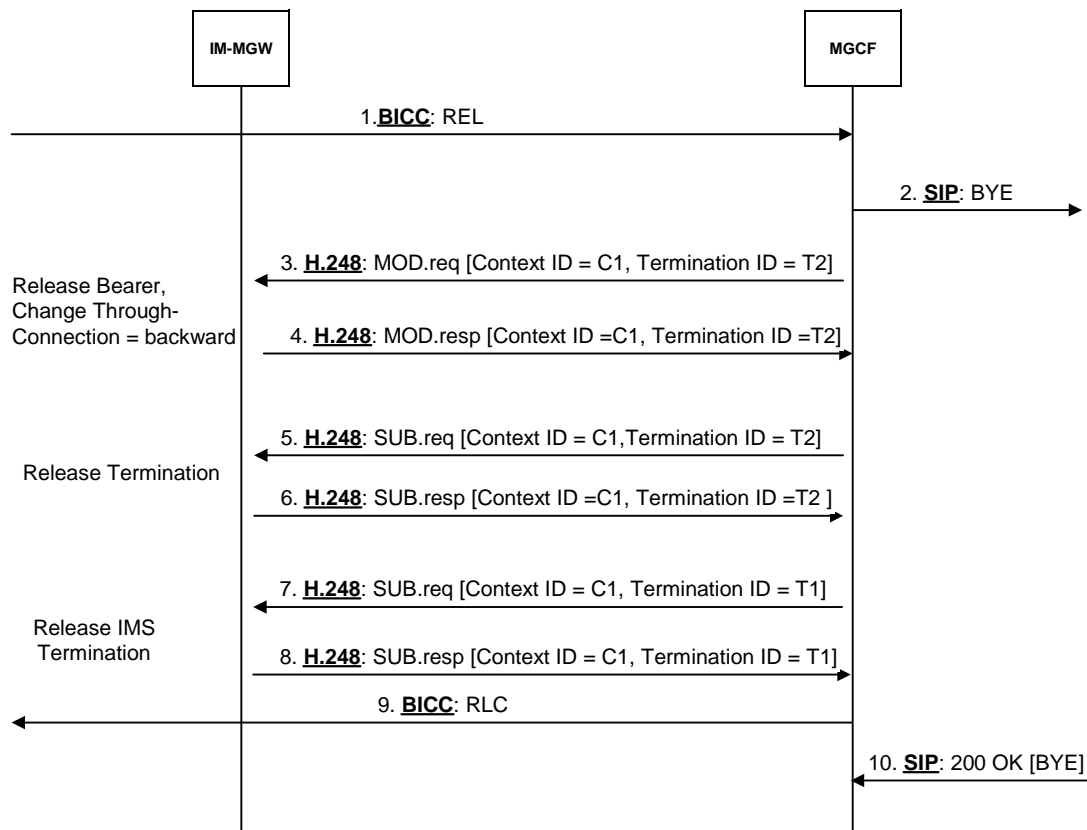 IM-MGW
MGCF
1.BICC: REL
2. SIP: BYE
3. H.248: MOD.req [Context ID = C1, Termination ID = T2]
Release Bearer,
Change Through-
Connection = backward
4. H.248: MOD.resp [Context ID =C1, Termination ID =T2]
5. H.248: SUB.req [Context ID = C1,Termination ID = T2]
Release Termination
6. H.248: SUB.resp [Context ID =C1, Termination ID =T2 ]
7. H.248: SUB.req [Context ID = C1, Termination ID = T1]
Release IMS
Termination
8. H.248: SUB.resp [Context ID = C1, Termination ID = T1]
9. BICC: RLC
10. SIP: 200 OK [BYE]